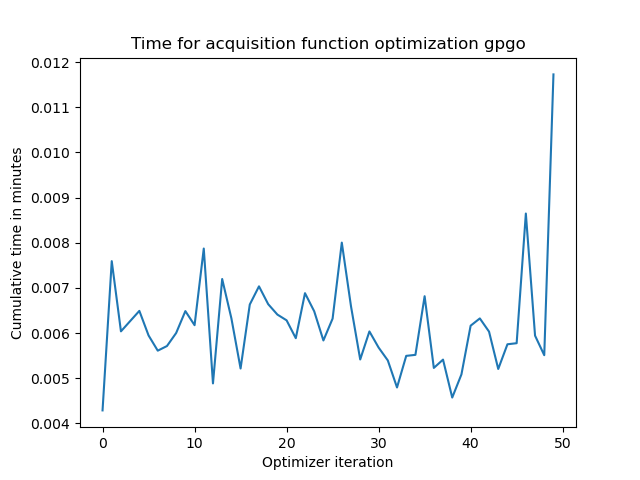 Time for acquisition function optimization gpgo
0.012
0.011
0.010
0.009
0.008
0.007
0.006
0.005
0.004
Cumulative time in minutes
0 10 20 30 40 50
Optimizer iteration